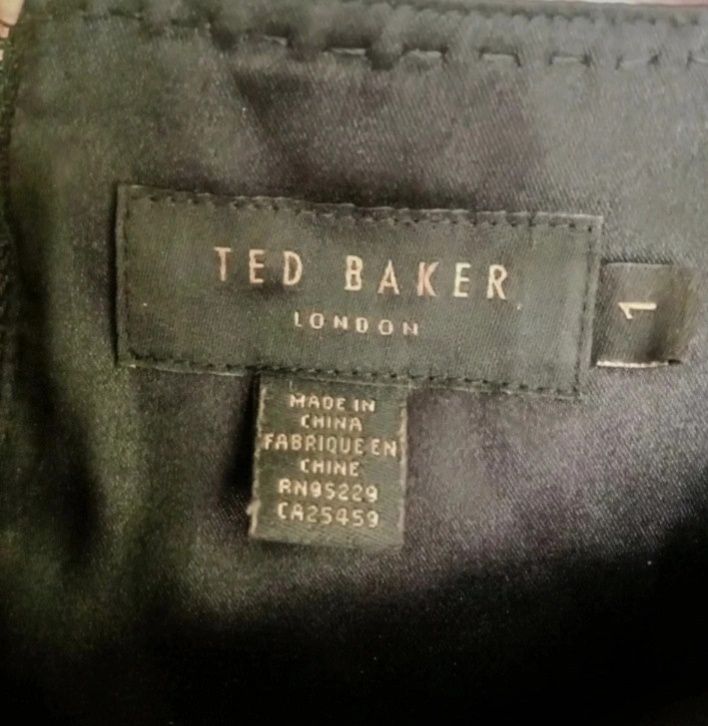 TED BAKER
LONDON
1
MADE IN
CHINA
FABRIQUE EN
CHINE
RN95229
CA25459